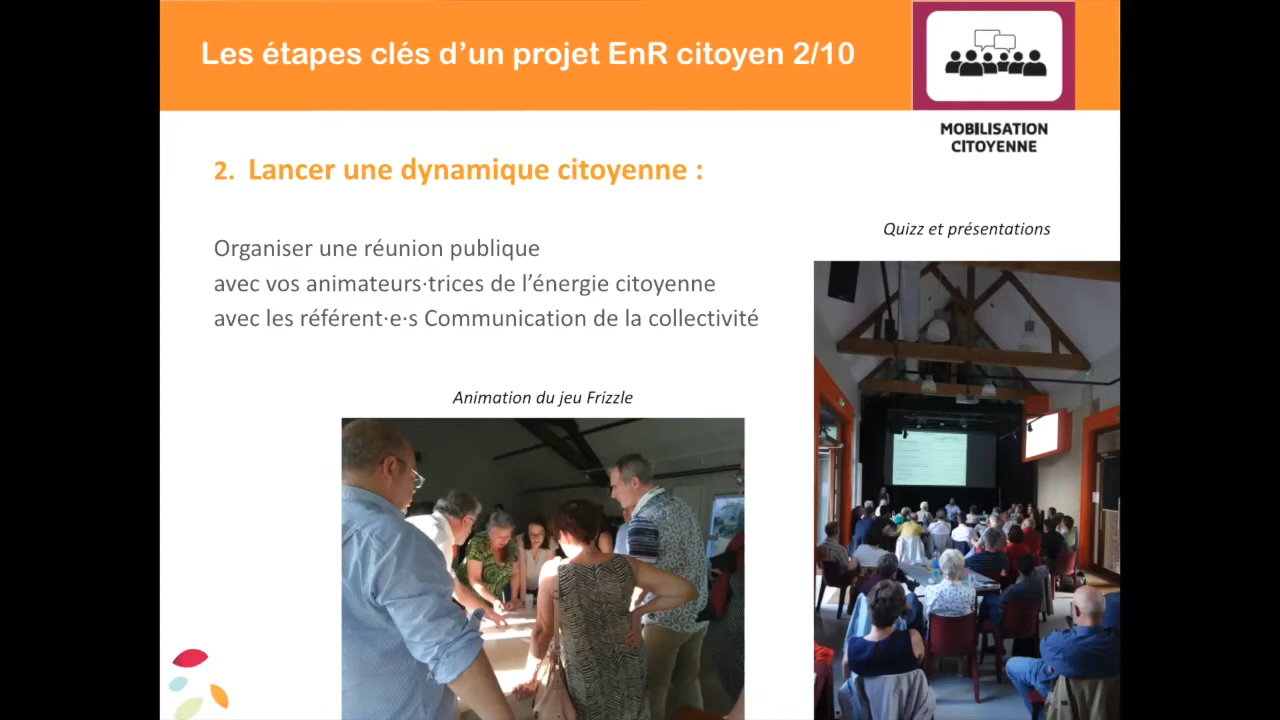 Les étapes clés d’un projet EnR citoyen 2/10
MOBILISATION
CITOYENNE
2. Lancer une dynamique citoyenne :
Quizz et présentations
Organiser une réunion publique
avec vos animateurs·trices de l’énergie citoyenne
avec les référent·e·s Communication de la collectivité
Animation du jeu Frizzle